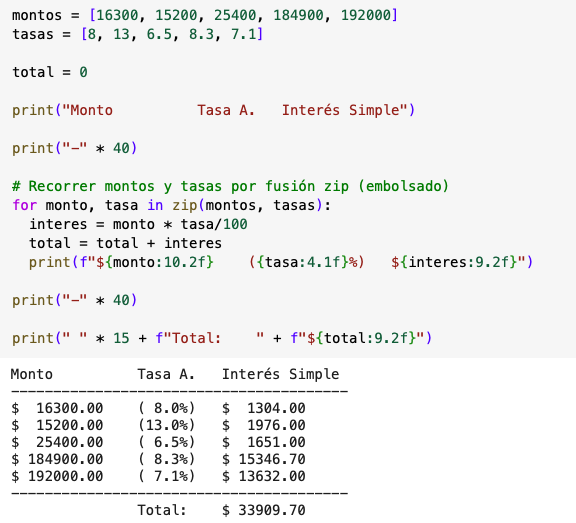 montos = [16300, 15200, 25400, 184900, 192000]
tasas = [8, 13, 6.5, 8.3, 7.1]
total = 0
print("Monto          Tasa A.   Interés Simple")
print("-" * 40)
# Recorrer montos y tasas por fusión zip (embolsado)
for monto, tasa in zip(montos, tasas):
  interes = monto * tasa/100
  total = total + interes
  print(f"${monto:10.2f}    ({tasa:4.1f}%)   ${interes:9.2f}")
print("-" * 40)
print(" " * 15 + f"Total:    " + f"${total:9.2f}")
Monto          Tasa A.   Interés Simple
----------------------------------------
$  16300.00    ( 8.0%)   $  1304.00
$  15200.00    (13.0%)   $  1976.00
$  25400.00    ( 6.5%)   $  1651.00
$ 184900.00    ( 8.3%)   $ 15346.70
$ 192000.00    ( 7.1%)   $ 13632.00
----------------------------------------
               Total:    $ 33909.70